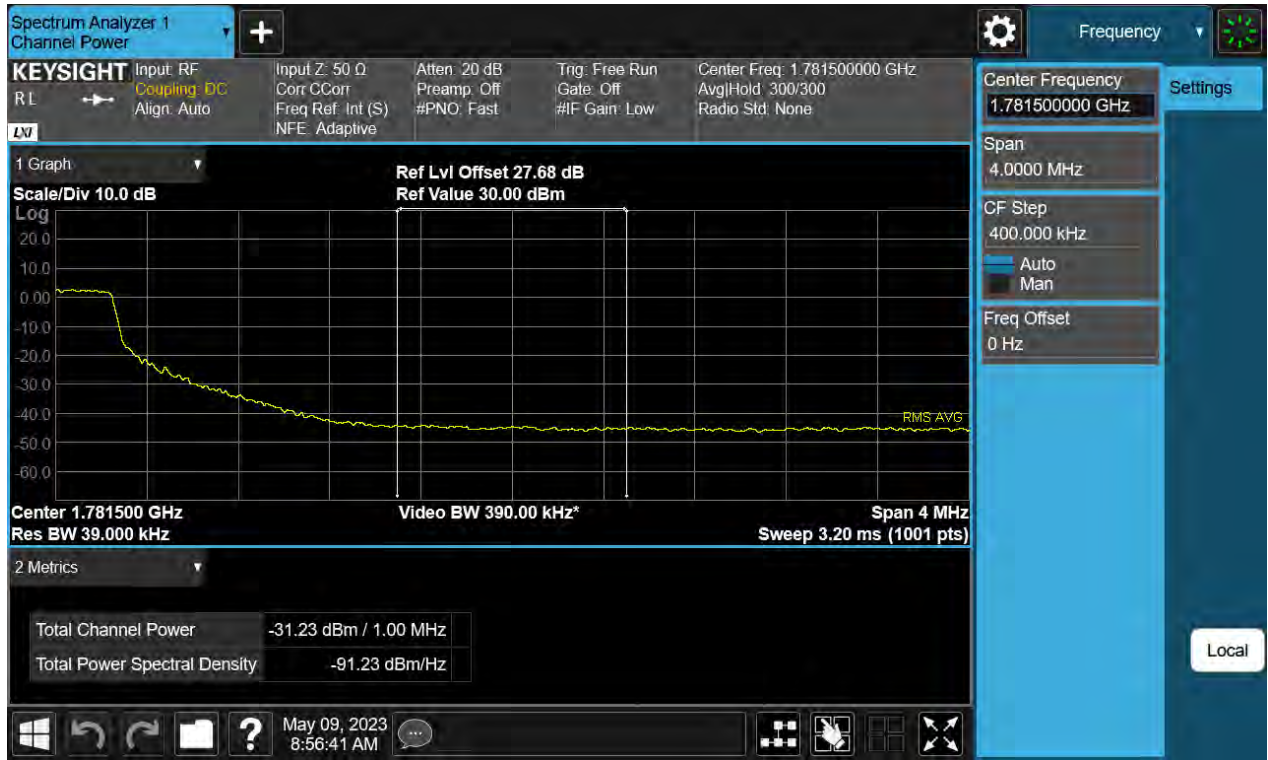 Spectrum Analyzer 1
Channel Power
Frequency
KEYSIGHT
RL
LXI
Input: RF
Coupling: DC
Align: Auto
Input Z: 50 Ω
Corr CCorr
Freq Ref: Int (S)
NFE: Adaptive
Atten: 20 dB
Preamp: Off
#PNO: Fast
Trig: Free Run
Gate: Off
#IF Gain: Low
Center Freq: 1.781500000 GHz
Avg|Hold: 300/300
Radio Std: None
1 Graph
Scale/Div 10.0 dB
Ref Lvl Offset 27.68 dB
Ref Value 30.00 dBm
Log
20.0
10.0
0.00
-10.0
-20.0
-30.0
-40.0
-50.0
-60.0
RMS AVG
Center 1.781500 GHz
Video BW 390.00 kHz*
Span 4 MHz
Res BW 39.000 kHz
Sweep 3.20 ms (1001 pts)
2 Metrics
Total Channel Power -31.23 dBm / 1.00 MHz
Total Power Spectral Density -91.23 dBm/Hz
?
May 09, 2023
8:56:41 AM
Center Frequency
1.781500000 GHz
Settings
Span
4.0000 MHz
CF Step
400.000 kHz
Auto
Man
Freq Offset
0 Hz
Local